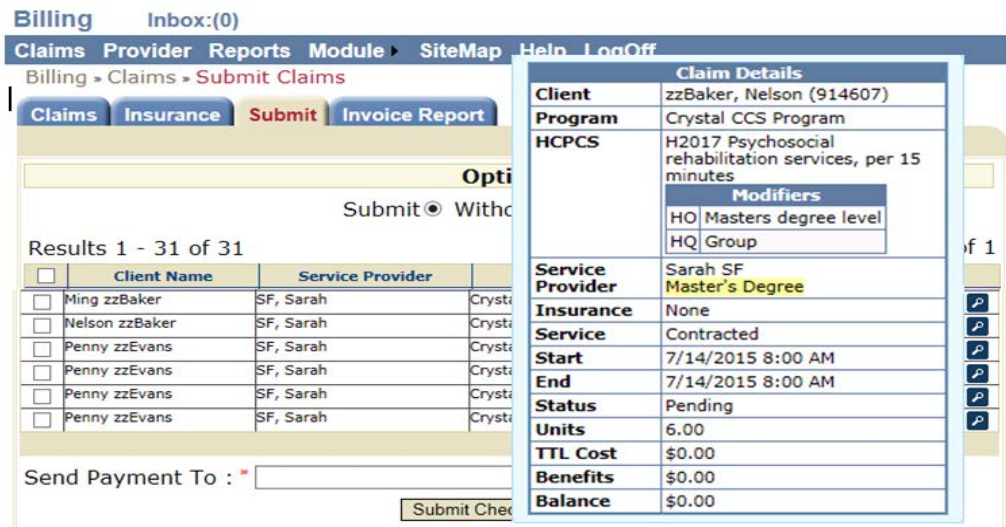 Billing Inbox:(0)
Claims Provider Reports Module SiteMap Help LogOff
Billing » Claims » Submit Claims
Claims Insurance Submit Invoice Report
Opti
Submit Withd
Results 1 - 31 of 31
of 1
Client Name Service Provider
Ming zzBaker SF, Sarah Crysta
Nelson zzBaker SF, Sarah Crysta
Penny zzEvans SF, Sarah Crysta
Penny zzEvans SF, Sarah Crysta
Penny zzEvans SF, Sarah Crysta
Penny zzEvans SF, Sarah Crysta
Send Payment To : *
Submit Chec
Claim Details
Client zzBaker, Nelson (914607)
Program Crystal CCS Program
HCPCS H2017 Psychosocial
rehabilitation services, per 15
minutes
Modifiers
HO Masters degree level
HQ Group
Service Sarah SF
Provider Master's Degree
Insurance None
Service Contracted
Start 7/14/2015 8:00 AM
End 7/14/2015 8:00 AM
Status Pending
Units 6.00
TTL Cost $0.00
Benefits $0.00
Balance $0.00